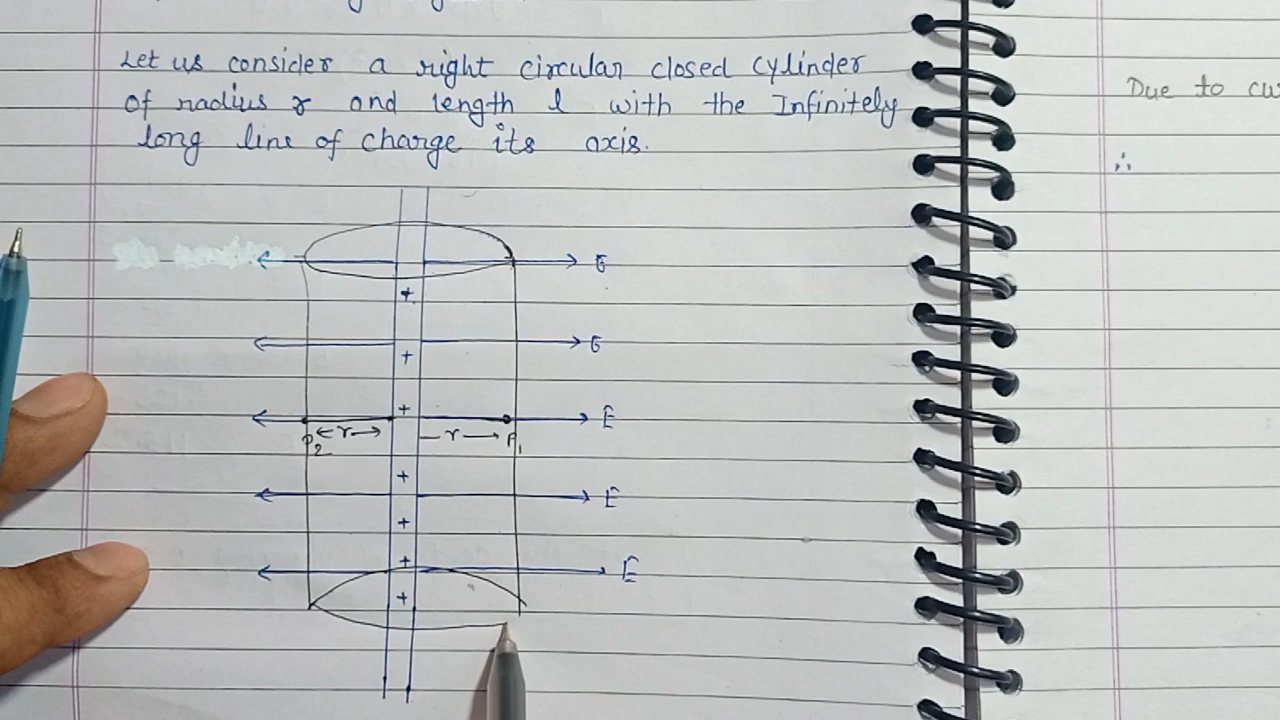 Let us consider a right circular closed cylinder
of radius r and length l with the Infinitely
long line of charge its axis.
Due to
∴
E
+
E
+
+ E
P2 ←r→ r→ P1
+
E
+
+
E
+